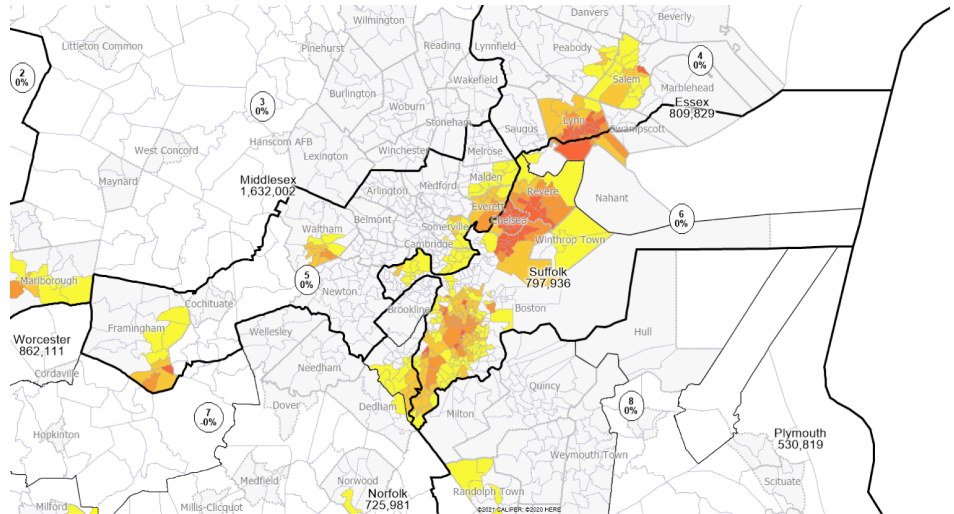 Danvers
Beverly
Wilmington
Littleton Common
Pinehurst
Reading
Lynnfield
Peabody
4
0%
2
0%
Wakefield
Salem
Marblehead
Burlington
3
0%
Woburn
Essex
809,829
Stoneham
Lynn
Saugus
Swampscott
Hanscom AFB
West Concord
Winchester
Melrose
Lexington
Maynard
Middlesex
1,632,002
Malden
Medford
Arlington
Revere
Nahant
Everett
Chelsea
6
0%
Belmont
Somerville
Waltham
Winthrop Town
Cambridge
Suffolk
797,936
5
0%
Marlborough
Newton
Cochituate
Brookline
Boston
Framingham
Hull
Wellesley
Worcester
862,111
Needham
Cordaville
Quincy
8
0%
7
-0%
Dedham
Milton
Dover
Hopkinton
Plymouth
530,819
Weymouth Town
Medfield
Norwood
Scituate
Norfolk
725,981
Randolph Town
Milford
Millis-Clicquot
©2021 CALIPER; ©2020 HERE